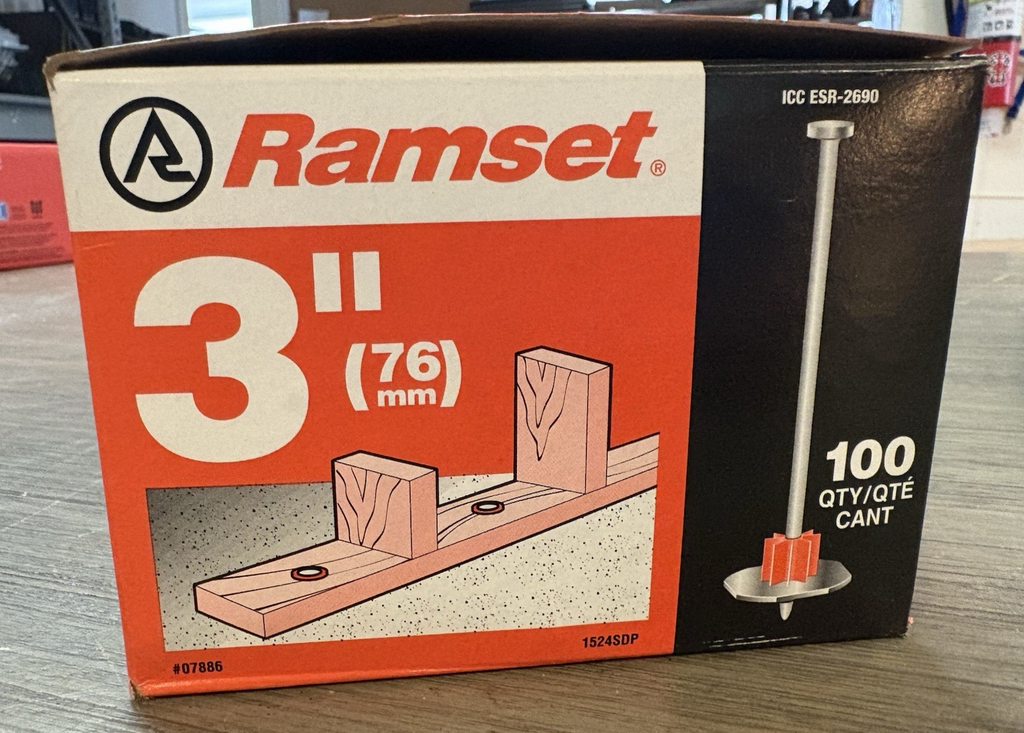 Ramset®
3"
(76
mm)
#07886
1524SDP
ICC ESR-2690
100
QTY/QTÉ
CANT